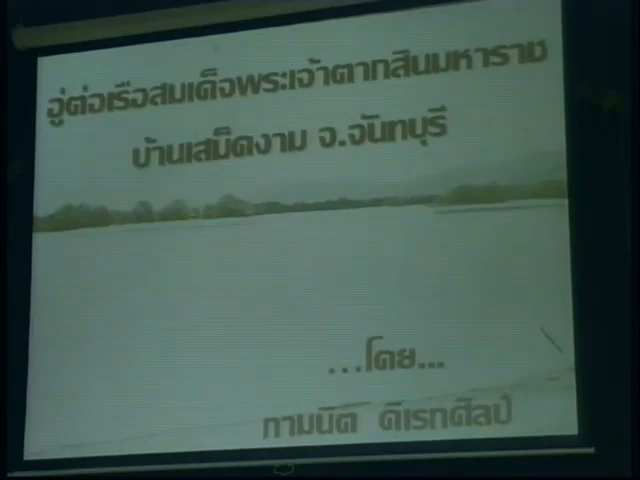 อู่ต่อเรือสมเด็จพระเจ้าตากสินมหาราช
บ้านเสม็ดงาม จ.จันทบุรี
...โดย...
กามนิต ดิเรกศิลป์